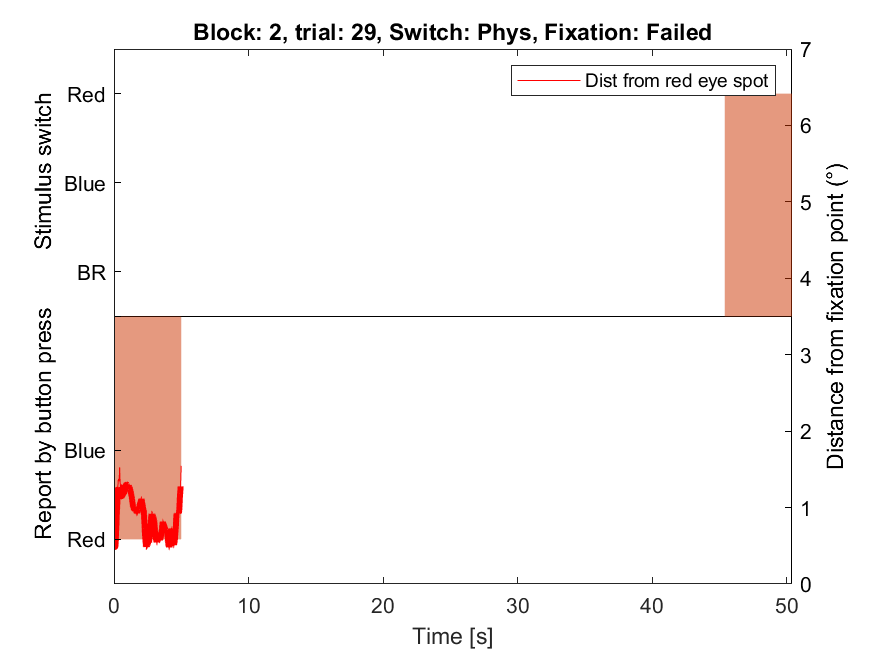 Block: 2, trial: 29, Switch: Phys, Fixation: Failed
Dist from red eye spot
Stimulus switch
Red
Blue
BR
Report by button press
Blue
Red
7
6
5
4
3
2
1
0
Distance from fixation point (°)
0 10 20 30 40 50
Time [s]